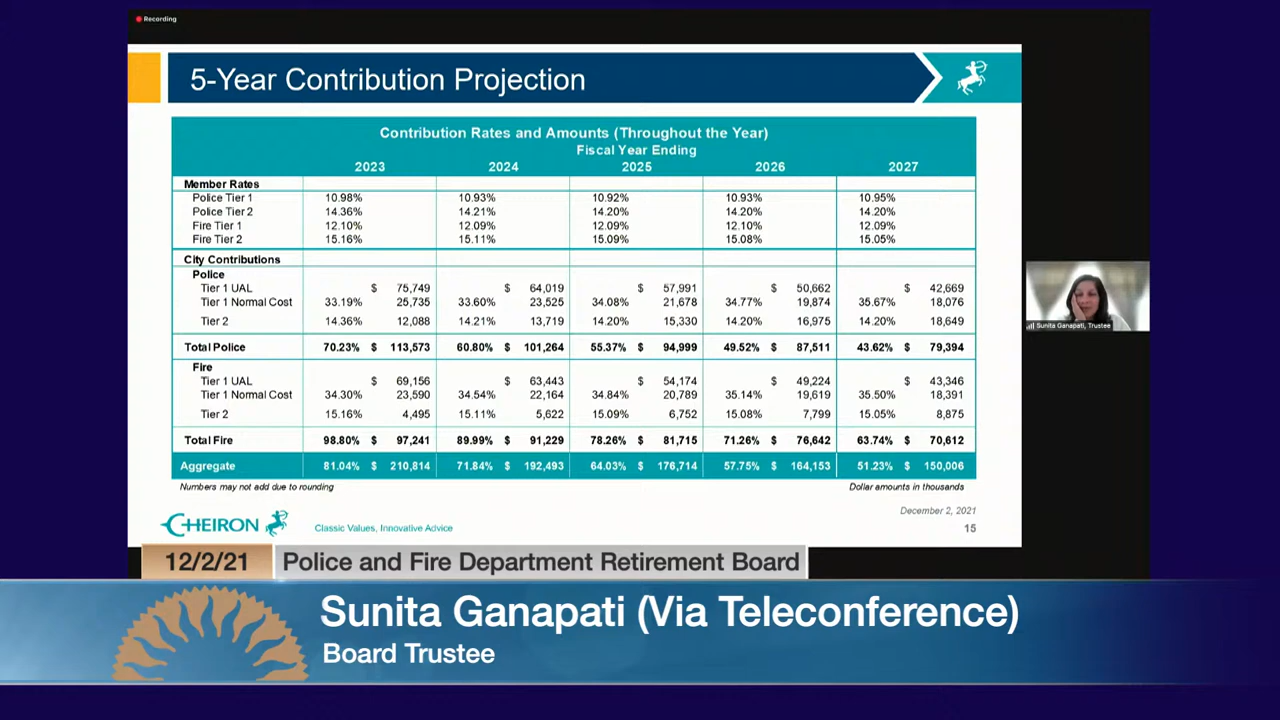 Recording
5-Year Contribution Projection
Contribution Rates and Amounts (Throughout the Year)
Fiscal Year Ending
2023 2024 2025 2026 2027
Member Rates
Police Tier 1 10.98% 10.93% 10.92% 10.93% 10.95%
Police Tier 2 14.36% 14.21% 14.20% 14.20% 14.20%
Fire Tier 1 12.10% 12.09% 12.09% 12.10% 12.09%
Fire Tier 2 15.16% 15.11% 15.09% 15.08% 15.05%
City Contributions
Police
Tier 1 UAL $ 75,749 $ 64,019 $ 57,991 $ 50,662 $ 42,669
Tier 1 Normal Cost 33.19% 25,735 33.60% 23,525 34.08% 21,678 34.77% 19,874 35.67% 18,076
Tier 2 14.36% 12,088 14.21% 13,719 14.20% 15,330 14.20% 16,975 14.20% 18,649
Total Police 70.23% $ 113,573 60.80% $ 101,264 55.37% $ 94,999 49.52% $ 87,511 43.62% $ 79,394
Fire
Tier 1 UAL $ 69,156 $ 63,443 $ 54,174 $ 49,224 $ 43,346
Tier 1 Normal Cost 34.30% 23,590 34.54% 22,164 34.84% 20,789 35.14% 19,619 35.50% 18,391
Tier 2 15.16% 4,495 15.11% 5,622 15.09% 6,752 15.08% 7,799 15.05% 8,875
Total Fire 98.80% $ 97,241 89.99% $ 91,229 78.26% $ 81,715 71.26% $ 76,642 63.74% $ 70,612
Aggregate 81.04% $ 210,814 71.84% $ 192,493 64.03% $ 176,714 57.75% $ 164,153 51.23% $ 150,006
Numbers may not add due to rounding Dollar amounts in thousands
December 2, 2021
CHEIRON Classic Values, Innovative Advice 15
Sunita Ganapati, Trustee
12/2/21 Police and Fire Department Retirement Board
Sunita Ganapati (Via Teleconference)
Board Trustee